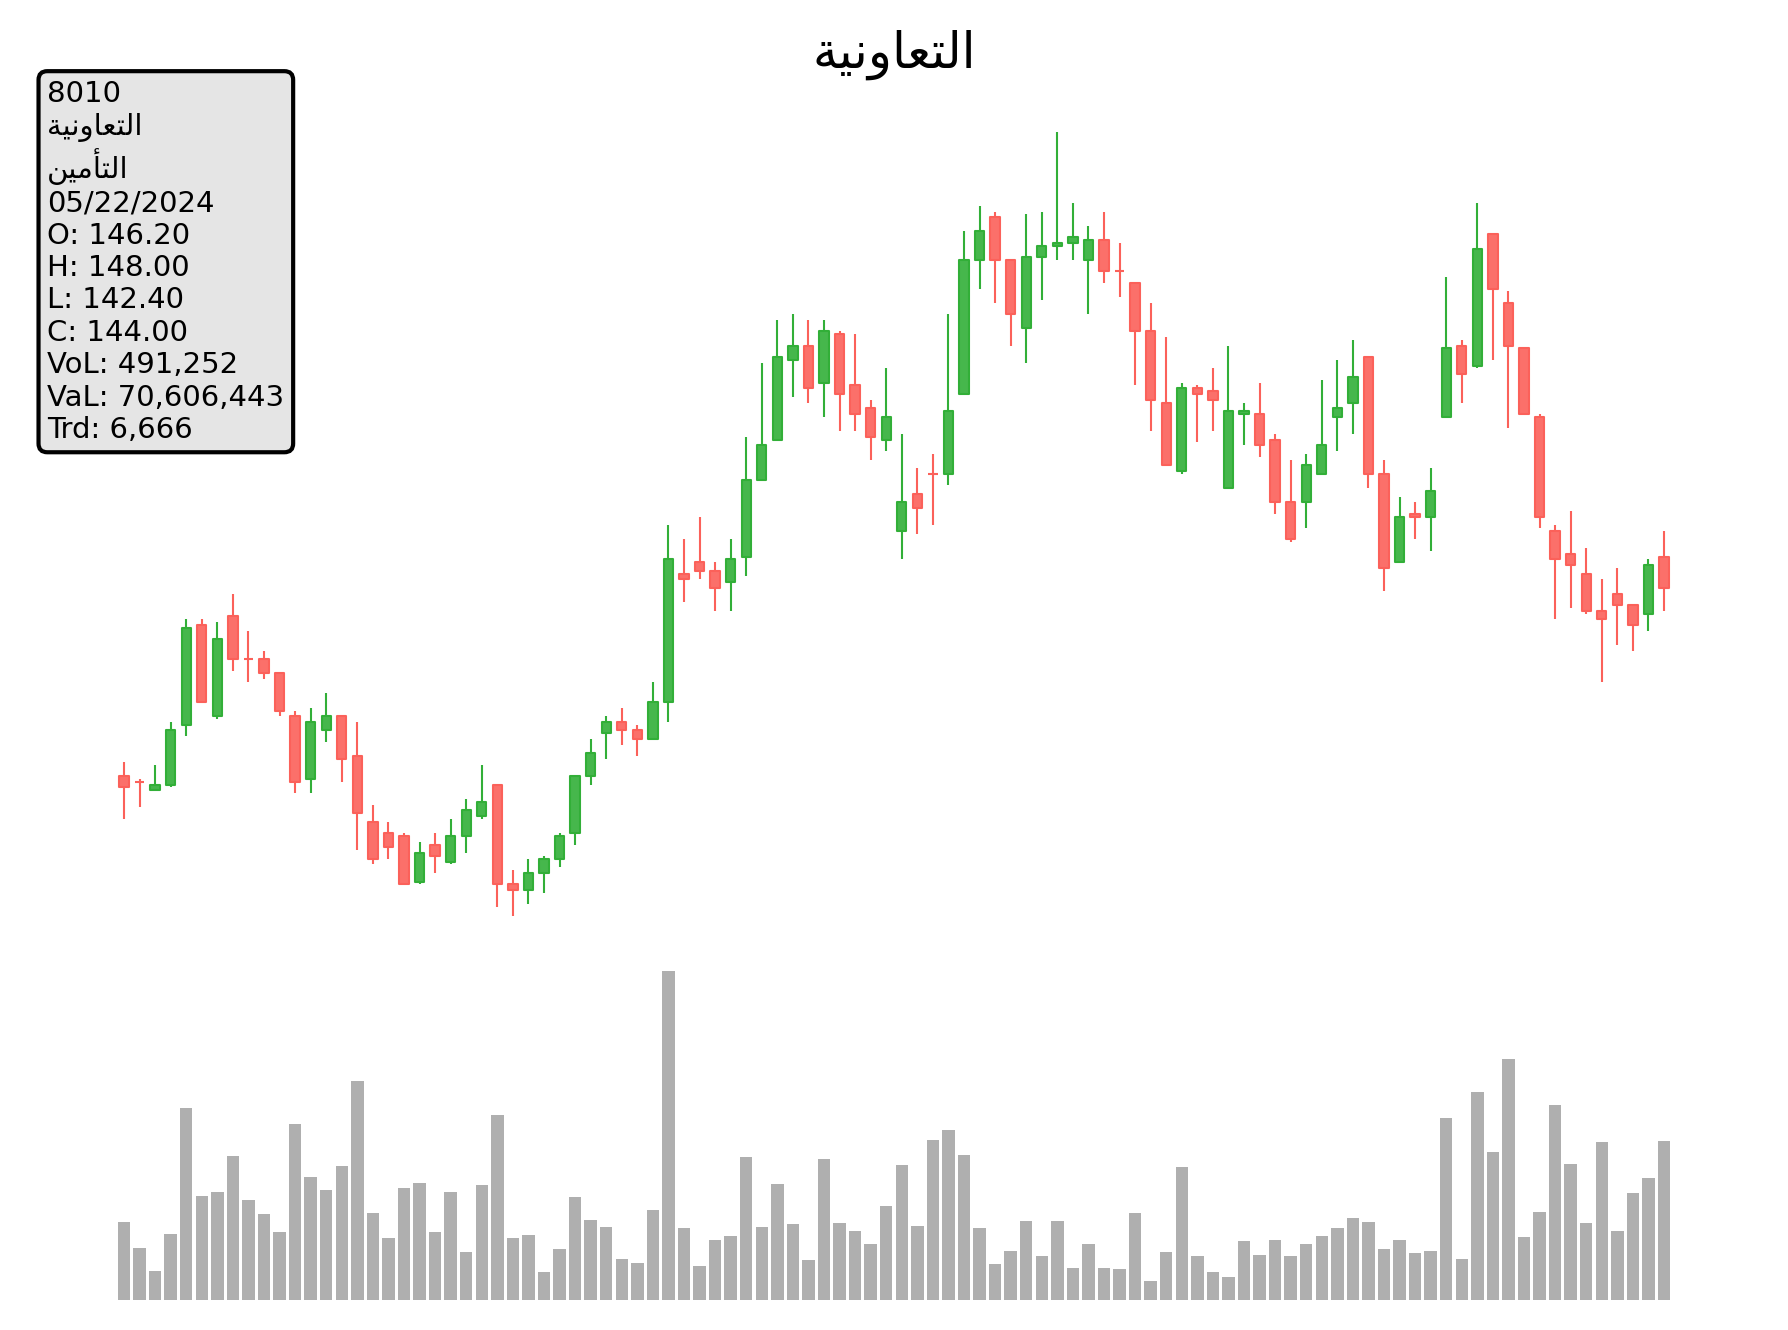 التعاونية
8010
التعاونية
التأمين
05/22/2024
O: 146.20
H: 148.00
L: 142.40
C: 144.00
VoL: 491,252
VaL: 70,606,443
Trd: 6,666